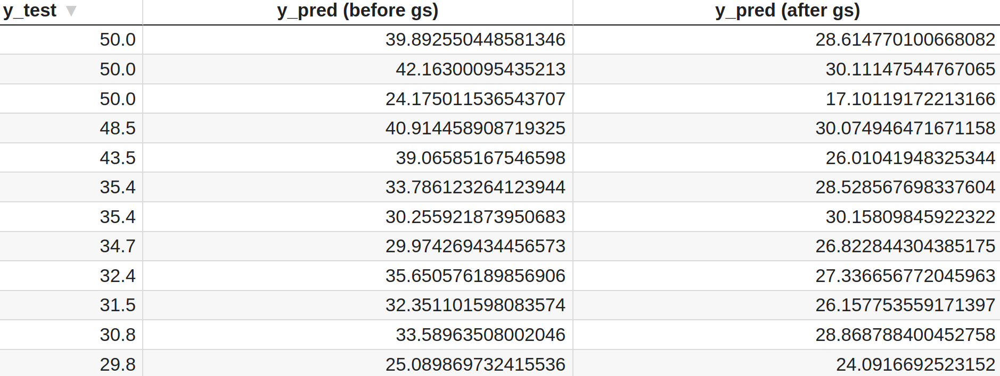 y_test ▼ y_pred (before gs) y_pred (after gs)
50.0 39.892550448581346 28.614770100668082
50.0 42.16300095435213 30.11147544767065
50.0 24.175011536543707 17.10119172213166
48.5 40.914458908719325 30.074946471671158
43.5 39.06585167546598 26.01041948325344
35.4 33.786123264123944 28.528567698337604
35.4 30.255921873950683 30.15809845922322
34.7 29.974269434456573 26.822844304385175
32.4 35.650576189856906 27.336656772045963
31.5 32.351101598083574 26.157753559171397
30.8 33.58963508002046 28.868788400452758
29.8 25.089869732415536 24.0916692523152